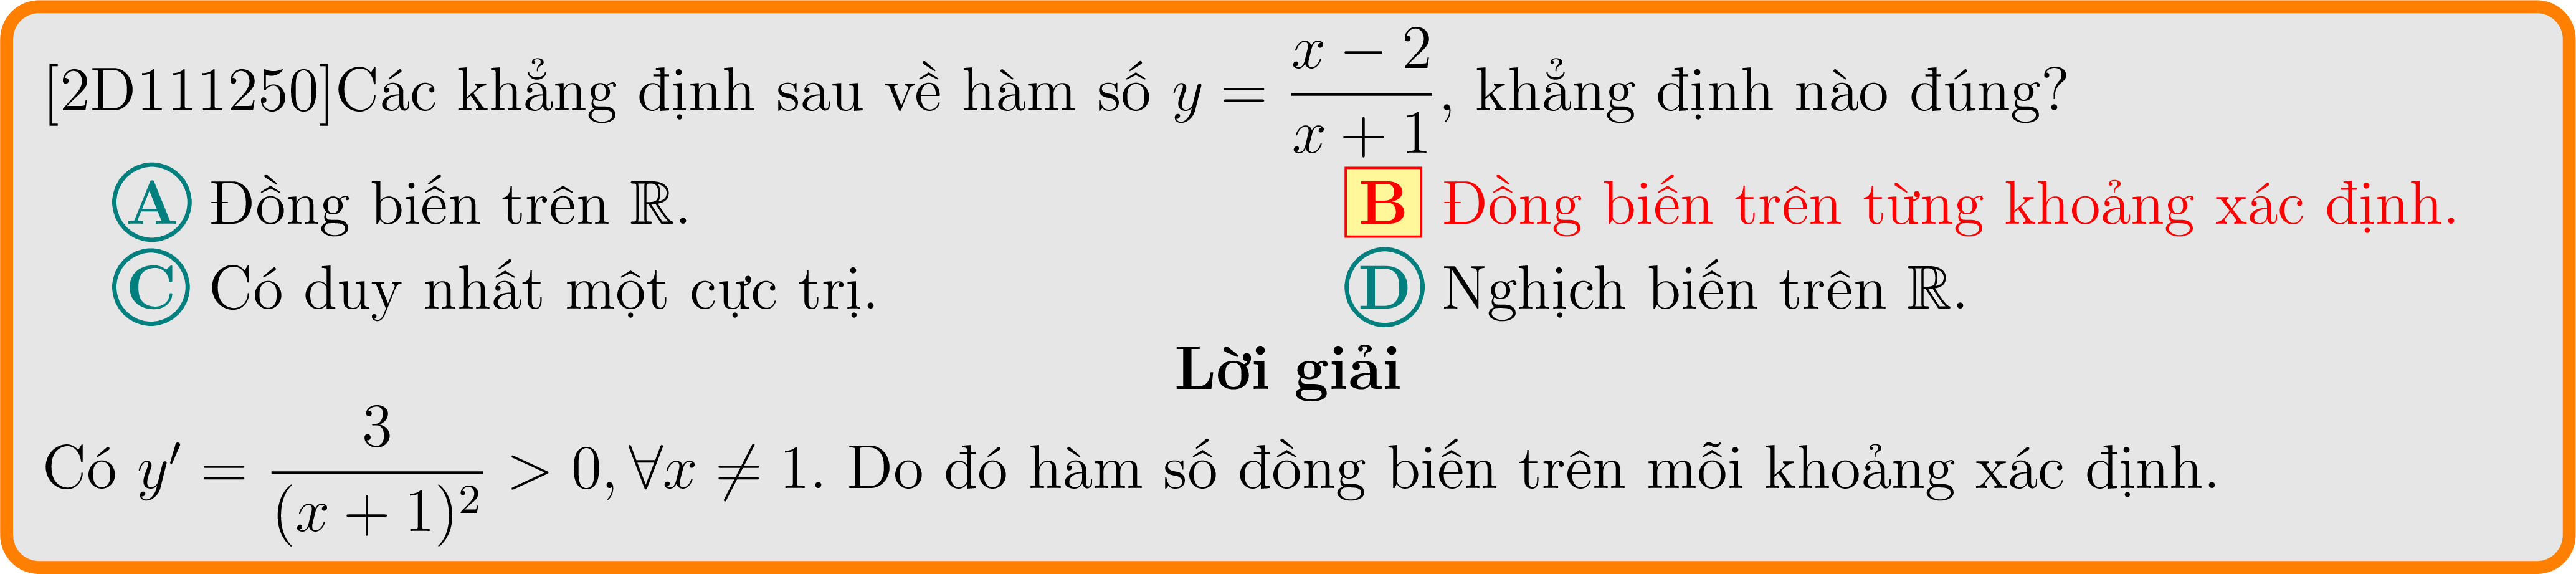 [2D111250]Các khẳng định sau về hàm số $y = \dfrac{x-2}{x+1}$, khẳng định nào đúng?
A Đồng biến trên $\mathbb{R}$. B Đồng biến trên từng khoảng xác định.
C Có duy nhất một cực trị. D Nghịch biến trên $\mathbb{R}$.
Lời giải
Có $y' = \dfrac{3}{(x+1)^2} > 0, \forall x \neq 1$. Do đó hàm số đồng biến trên mỗi khoảng xác định.